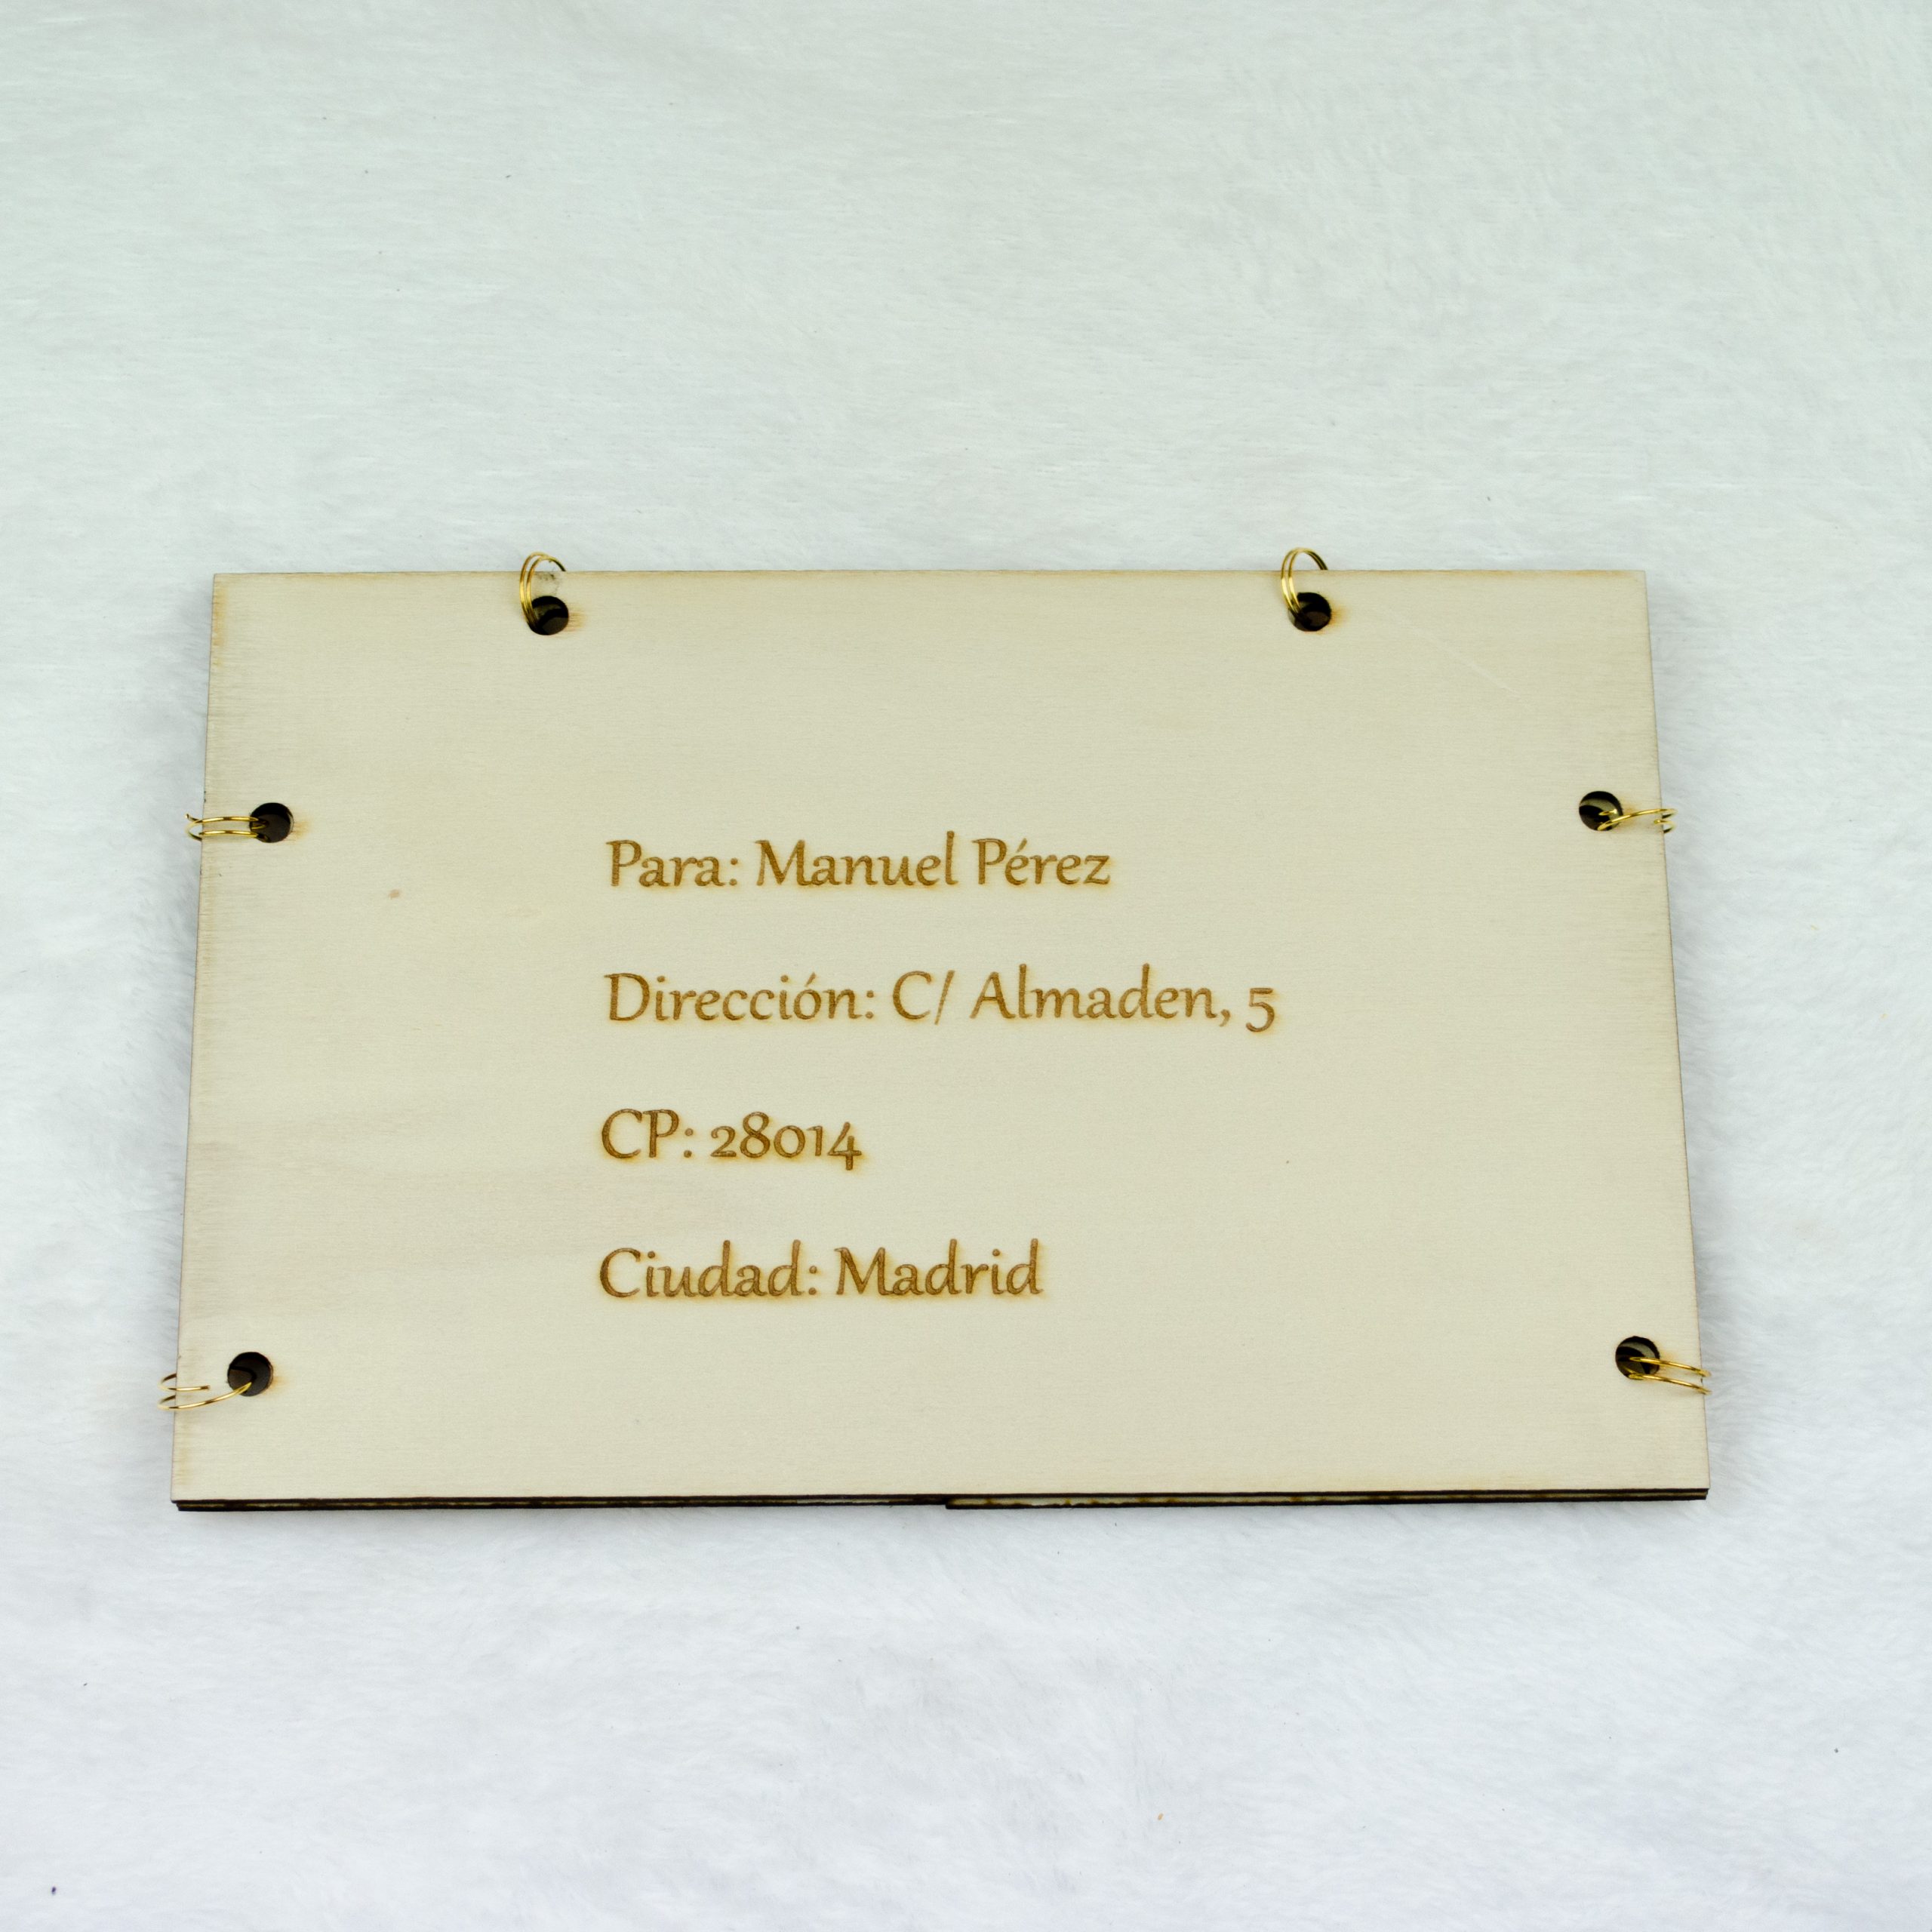 Para: Manuel Pérez
Dirección: C/ Almaden, 5
CP: 28014
Ciudad: Madrid